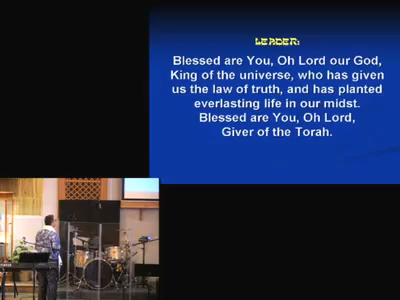 LEADER:
Blessed are You, Oh Lord our God,
King of the universe, who has given
us the law of truth, and has planted
everlasting life in our midst.
Blessed are You, Oh Lord,
Giver of the Torah.